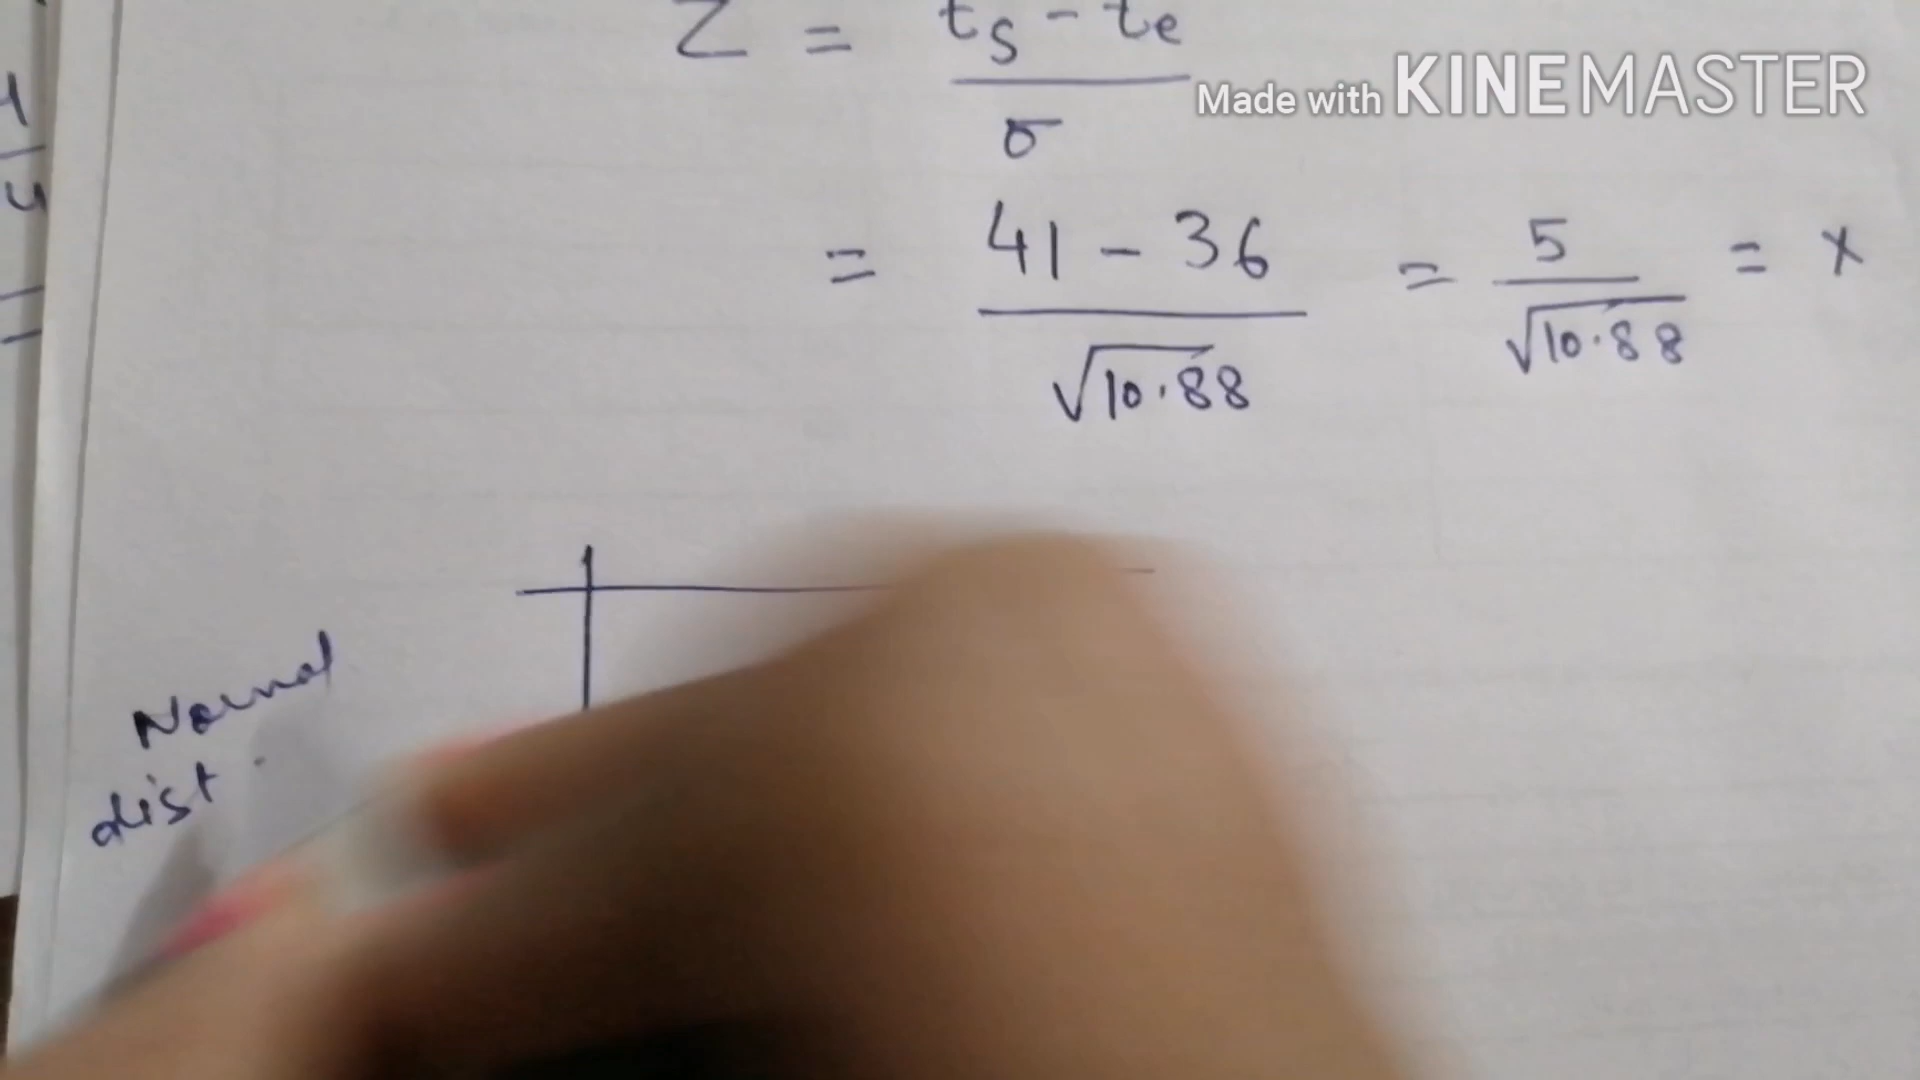 Z = ts - te
σ
Made with KINEMASTER
= 41 - 36 = 5 = x
√10.88 √10.88
Normal
dist.